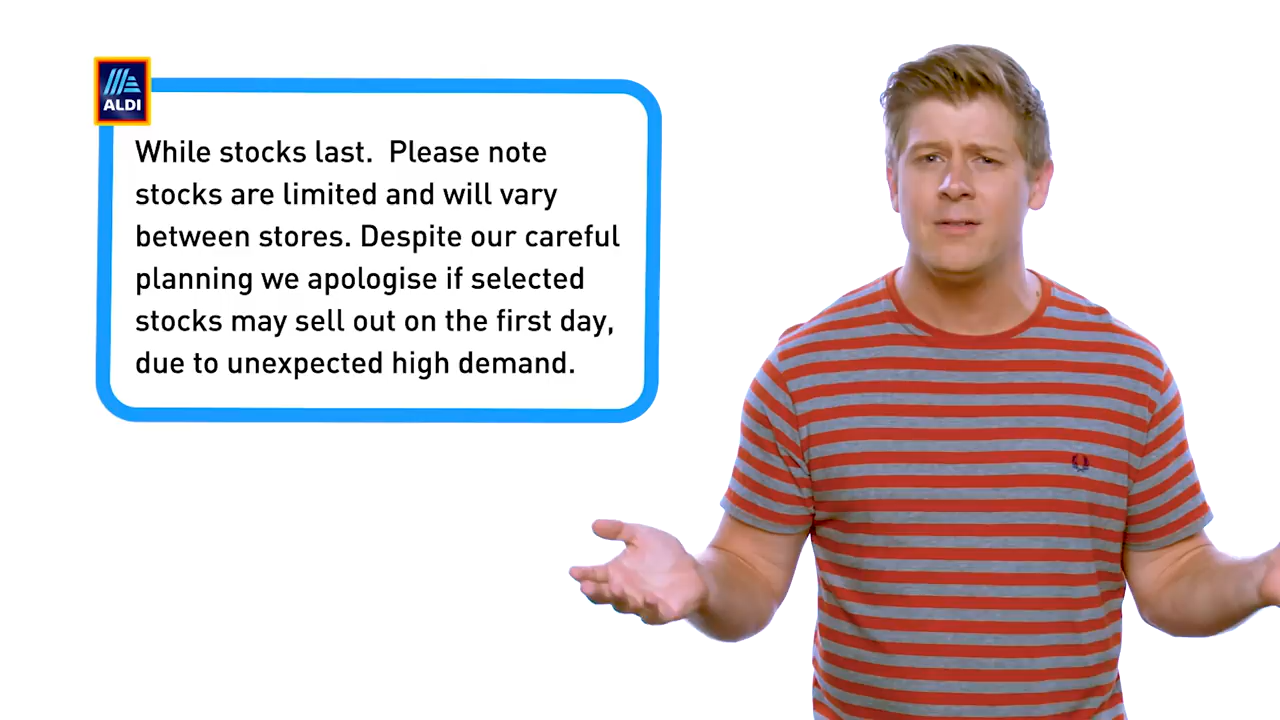 ALDI
While stocks last.  Please note
stocks are limited and will vary
between stores. Despite our careful
planning we apologise if selected
stocks may sell out on the first day,
due to unexpected high demand.